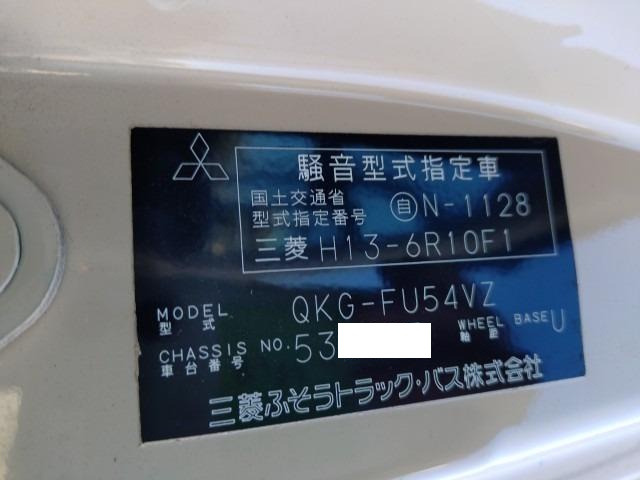 騒音型式指定車
国土交通省
型式指定番号 自N-1128
三菱 H13-6R10F1
MODEL QKG-FU54VZ
型式
CHASSIS NO. 53 WHEEL BASE U
車台番号 軸距
三菱ふそうトラック・バス株式会社